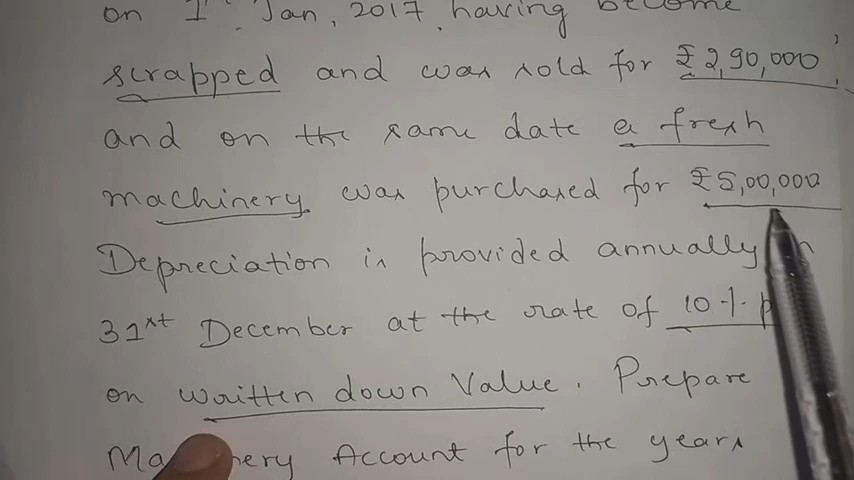 on 1st Jan, 2017, having become
scrapped and was sold for ₹ 2,90,000,
and on the same date a fresh
machinery was purchased for ₹5,00,000
Depreciation is provided annually
31st December at the rate of 10%
on written down Value. Prepare
Account for the years